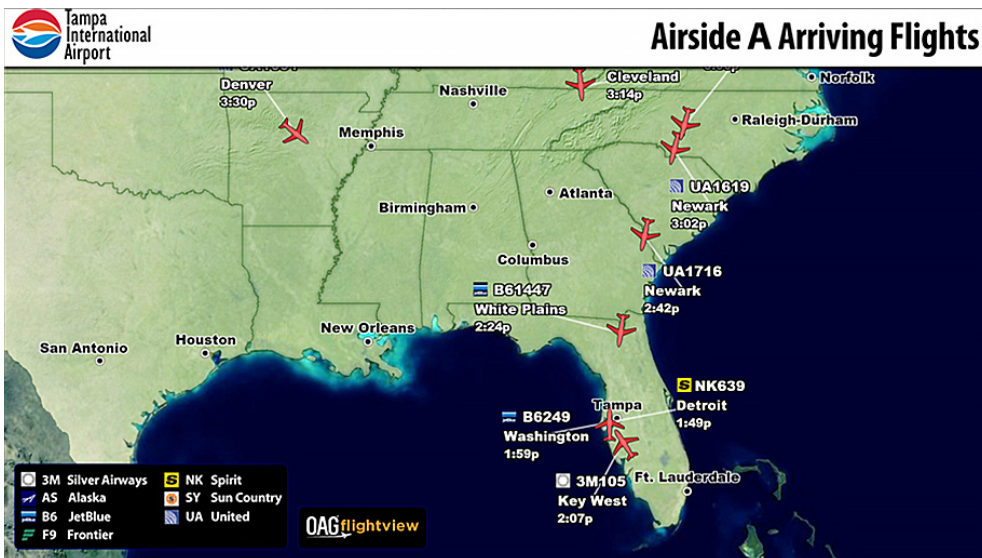 Tampa
International
Airport
Airside A Arriving Flights
Denver
3:30p
Nashville
Cleveland
3:14p
Norfolk
Memphis
Raleigh-Durham
UA1619
Newark
3:02p
Atlanta
Birmingham
Columbus
UA1716
Newark
2:42p
B61447
White Plains
2:24p
New Orleans
Houston
San Antonio
NK639
Detroit
1:49p
Tampa
B6249
Washington
1:59p
3M105
Key West
2:07p
Ft. Lauderdale
3M Silver Airways
AS Alaska
B6 JetBlue
F9 Frontier
NK Spirit
SY Sun Country
UA United
OAG flightview